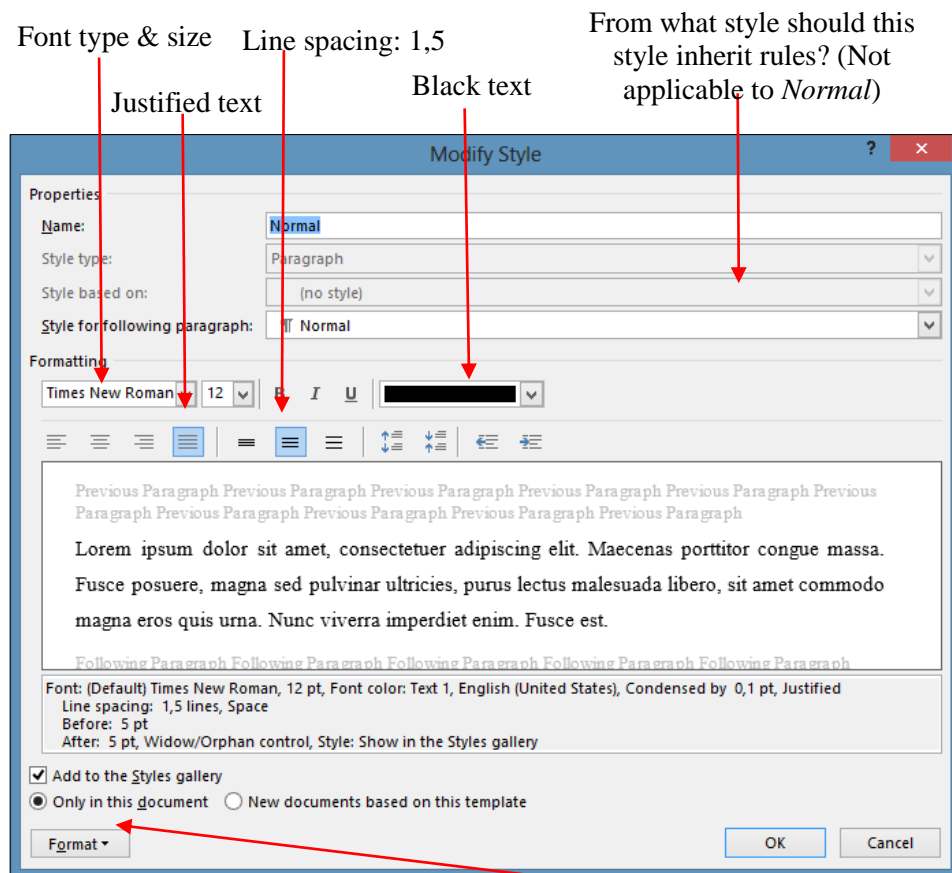 Font type & size
Line spacing: 1,5
From what style should this
style inherit rules? (Not
applicable to Normal)
Justified text
Black text
Modify Style
?
Properties
Name:
Normal
Style type:
Paragraph
Style based on:
(no style)
Style for following paragraph:
¶ Normal
Formatting
Times New Roman
12
B I U
Previous Paragraph Previous Paragraph Previous Paragraph Previous Paragraph Previous Paragraph Previous
Paragraph Previous Paragraph Previous Paragraph Previous Paragraph Previous Paragraph
Lorem ipsum dolor sit amet, consectetuer adipiscing elit. Maecenas porttitor congue massa.
Fusce posuere, magna sed pulvinar ultricies, purus lectus malesuada libero, sit amet commodo
magna eros quis urna. Nunc viverra imperdiet enim. Fusce est.
Following Paragraph Following Paragraph Following Paragraph Following Paragraph Following Paragraph
Font: (Default) Times New Roman, 12 pt, Font color: Text 1, English (United States), Condensed by 0,1 pt, Justified
Line spacing: 1,5 lines, Space
Before: 5 pt
After: 5 pt, Widow/Orphan control, Style: Show in the Styles gallery
Add to the Styles gallery
Only in this document
New documents based on this template
Format
OK
Cancel